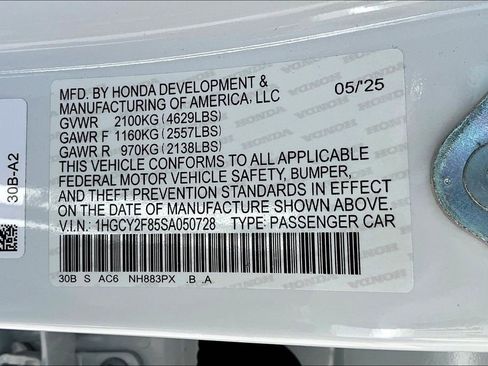 MFD. BY HONDA DEVELOPMENT &
MANUFACTURING OF AMERICA, LLC
05/'25
GVWR 2100KG (4629LBS)
GAWR F 1160KG (2557LBS)
GAWR R 970KG (2138LBS)
THIS VEHICLE CONFORMS TO ALL APPLICABLE
FEDERAL MOTOR VEHICLE SAFETY, BUMPER,
AND THEFT PREVENTION STANDARDS IN EFFECT
ON THE DATE OF MANUFACTURE SHOWN ABOVE.
V.I.N.: 1HGCY2F85SA050728 TYPE: PASSENGER CAR
30B S AC6 NH883PX .B .A
30B-A2
HONDA